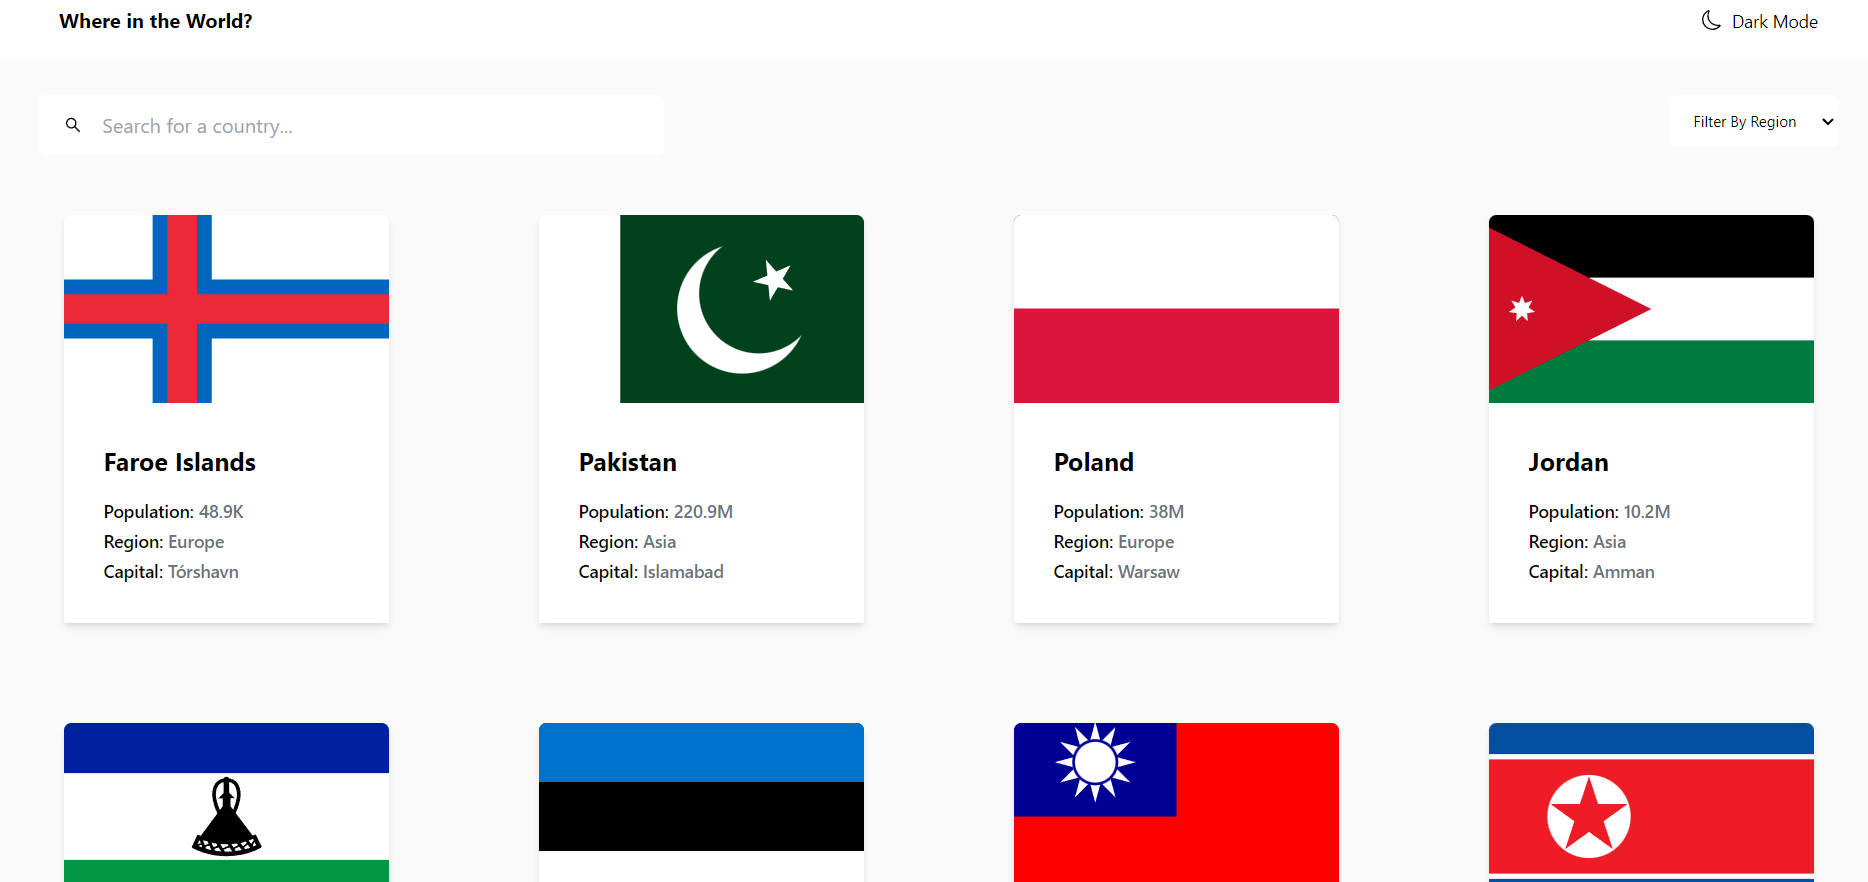 Where in the World?
Dark Mode
Search for a country...
Filter By Region
Faroe Islands
Population: 48.9K
Region: Europe
Capital: Tórshavn
Pakistan
Population: 220.9M
Region: Asia
Capital: Islamabad
Poland
Population: 38M
Region: Europe
Capital: Warsaw
Jordan
Population: 10.2M
Region: Asia
Capital: Amman